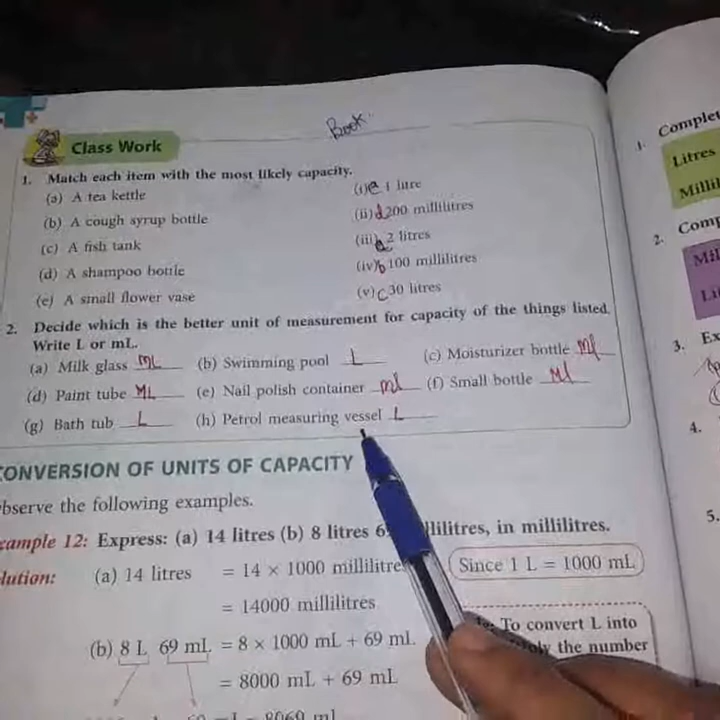 Book
Class Work
1. Match each item with the most likely capacity.
(a) A tea kettle (i) e 1 litre
(b) A cough syrup bottle (ii) d 200 millilitres
(c) A fish tank (iii) a 2 litres
(d) A shampoo bottle (iv) b 100 millilitres
(e) A small flower vase (v) C 30 litres
2. Decide which is the better unit of measurement for capacity of the things listed.
Write L or mL.
(a) Milk glass mL (b) Swimming pool L (c) Moisturizer bottle ml
(d) Paint tube ML (e) Nail polish container ml (f) Small bottle Ml
(g) Bath tub L (h) Petrol measuring vessel L
ONVERSION OF UNITS OF CAPACITY
bserve the following examples.
ample 12: Express: (a) 14 litres (b) 8 litres 6 llilitres, in millilitres.
lution: (a) 14 litres = 14 × 1000 millilitre Since 1 L = 1000 mL
= 14000 millilitres
To convert L into
(b) 8 L 69 mL = 8 × 1000 mL + 69 mL
the number
= 8000 mL + 69 mL
8069 ml
1. Complet
Litres
Millil
2. Comp
Mil
Li
3. Ex
4.
5.